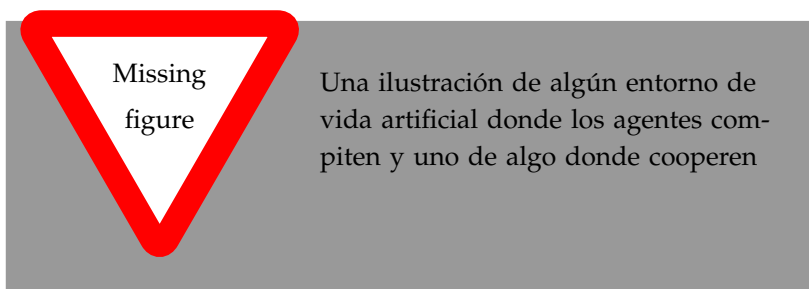 Missing
figure
Una ilustración de algún entorno de
vida artificial donde los agentes com-
piten y uno de algo donde cooperen